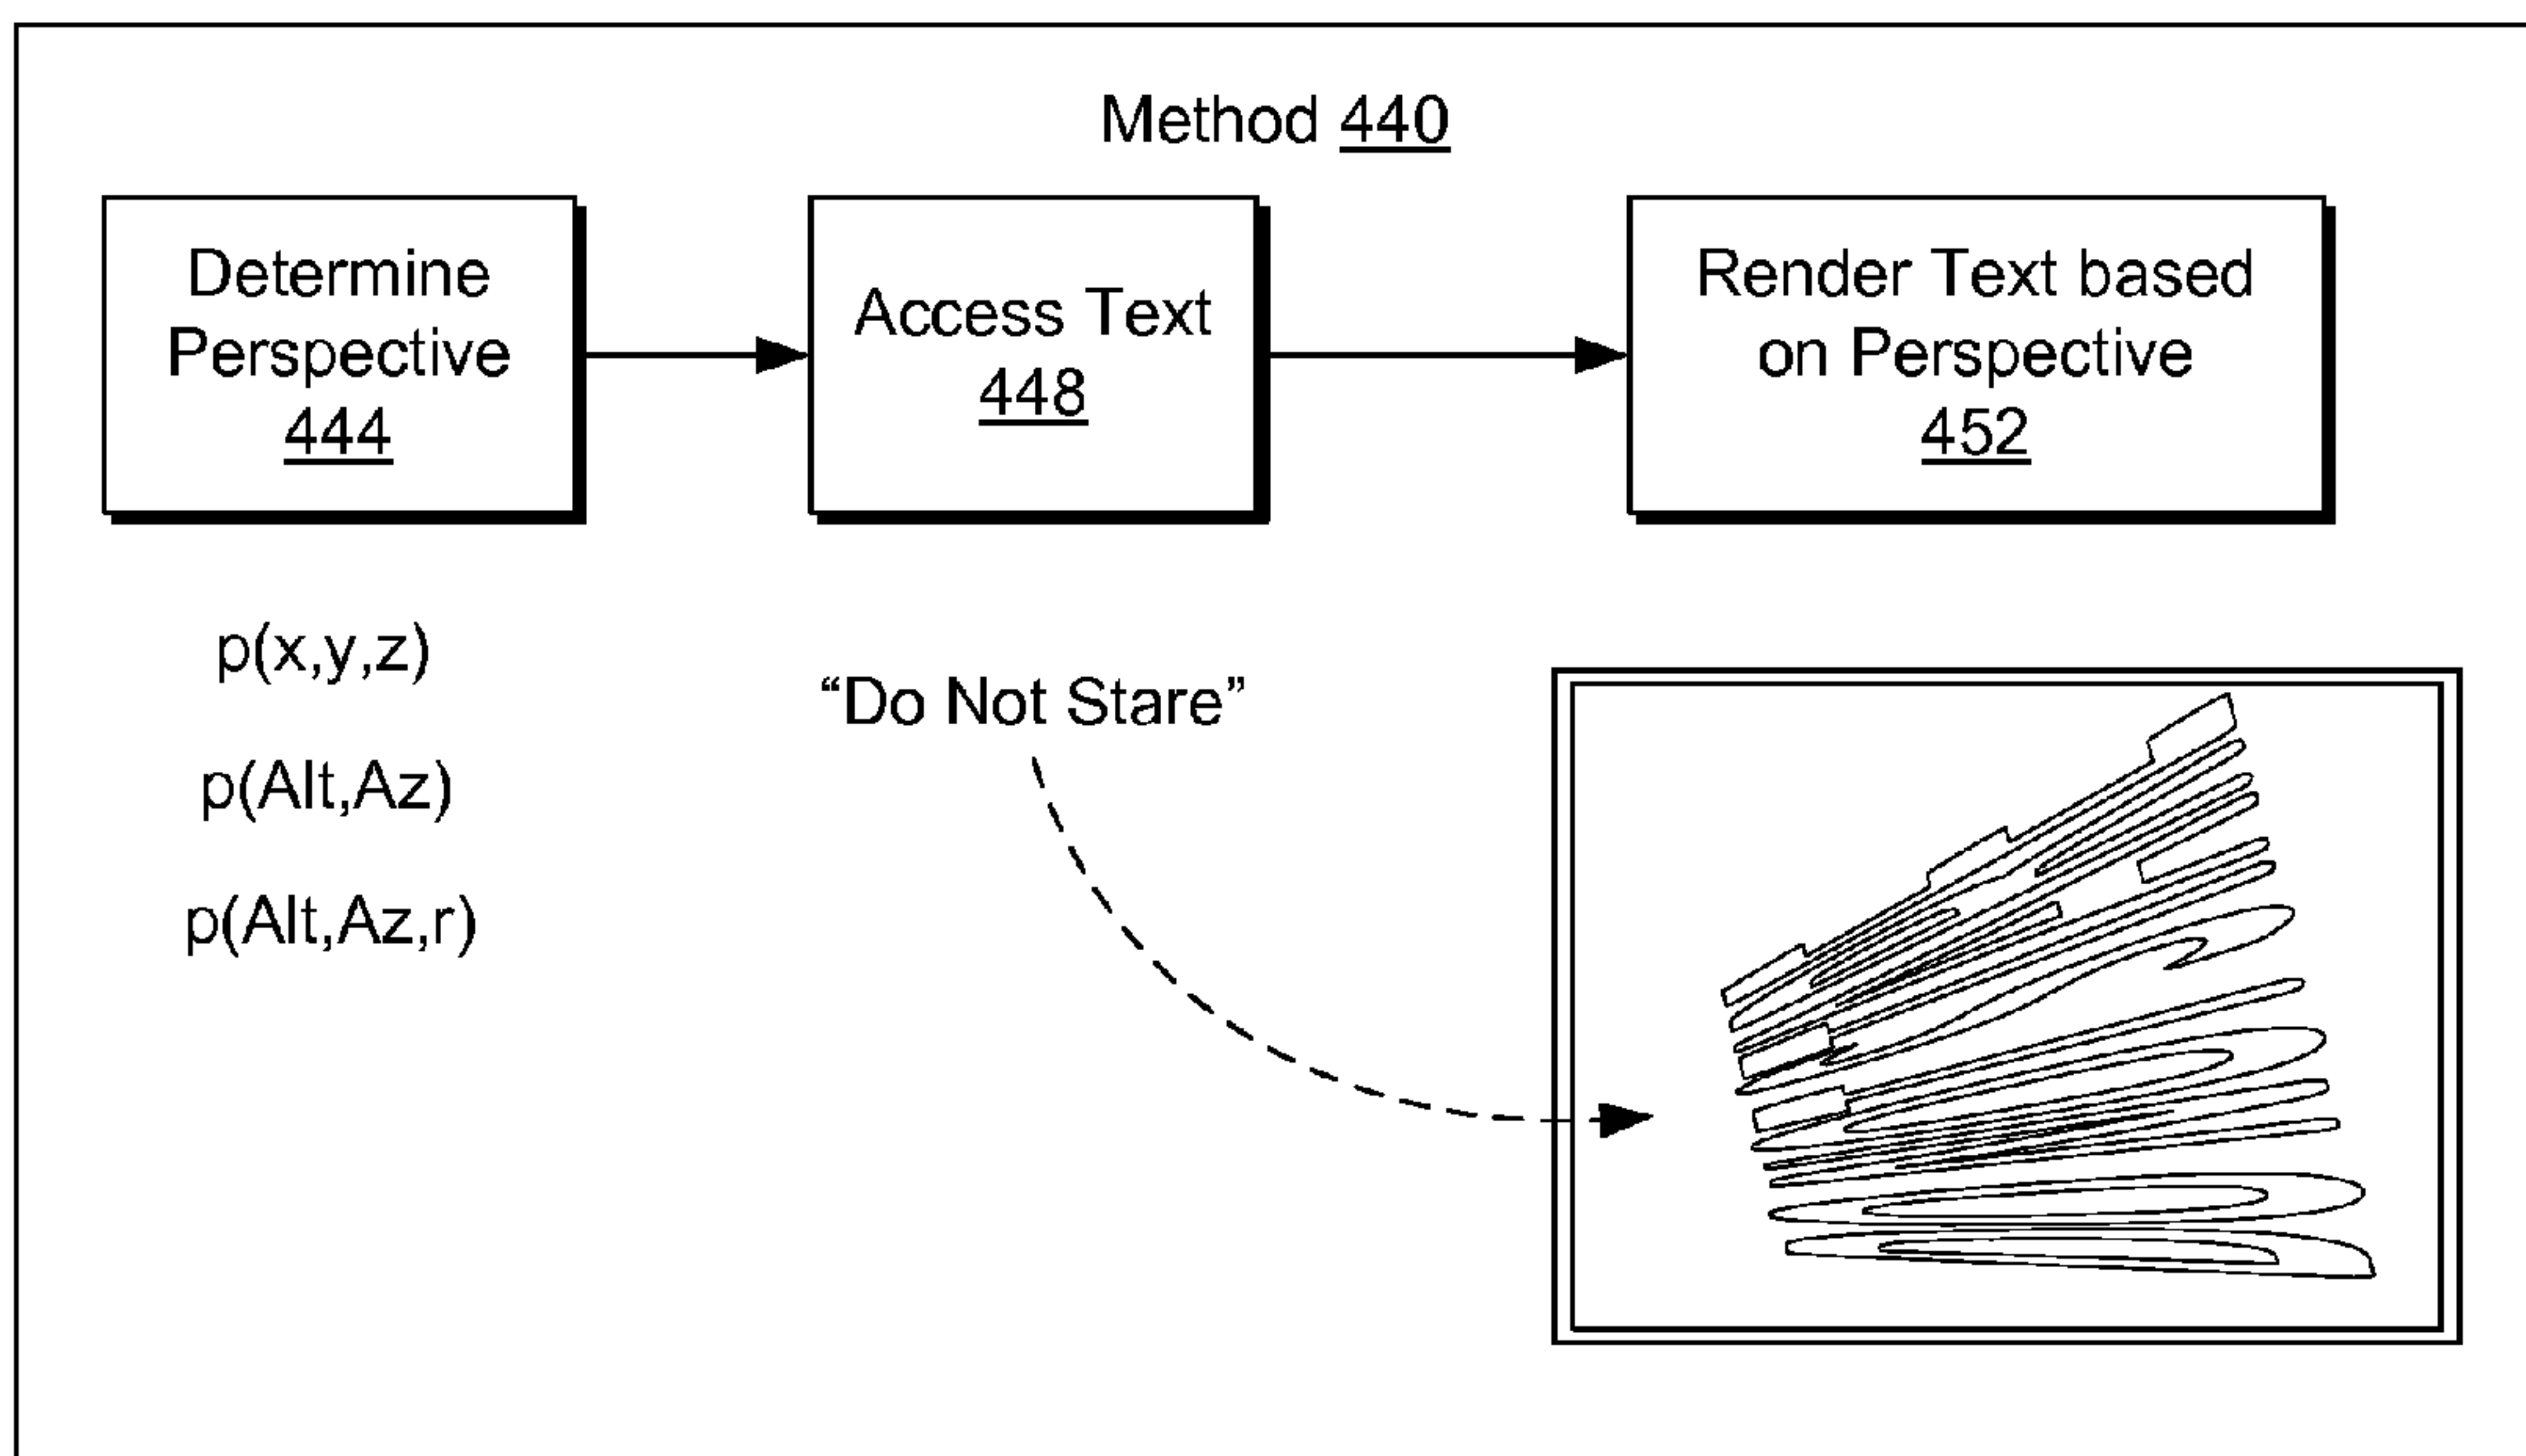 Method 440
Determine
Perspective
444
Access Text
448
Render Text based
on Perspective
452
p(x,y,z)
p(Alt,Az)
p(Alt,Az,r)
“Do Not Stare”